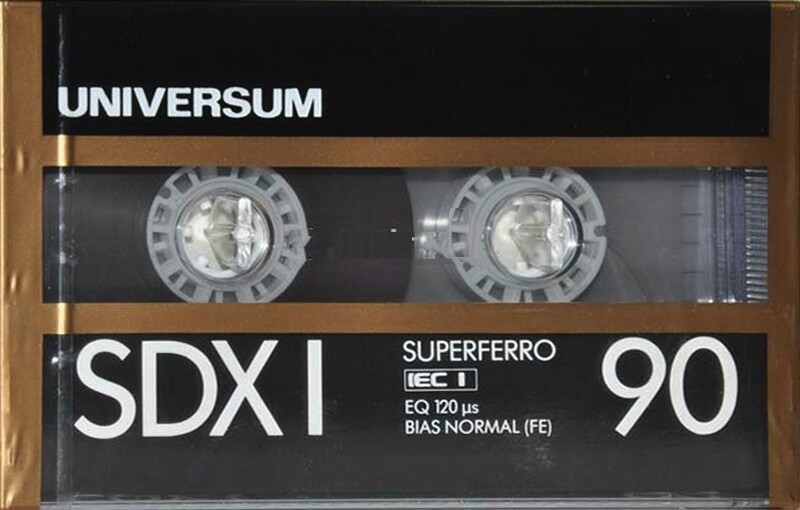 UNIVERSUM
SDX I
SUPERFERRO
IEC I
EQ 120 µs
BIAS NORMAL (FE)
90